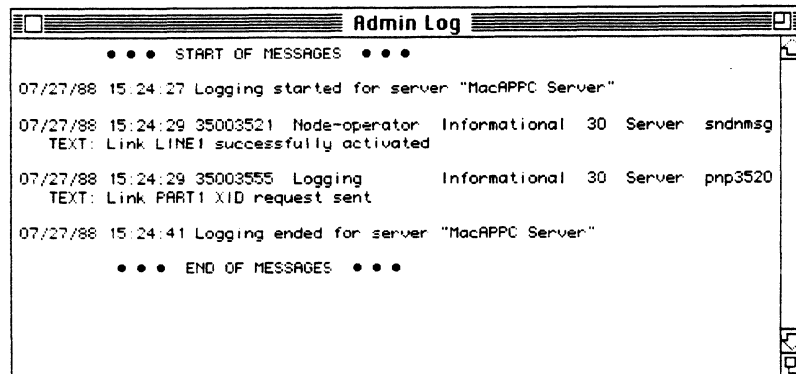 Admin Log
● ● ● START OF MESSAGES ● ● ●
07/27/88 15:24:27 Logging started for server "MacAPPC Server"
07/27/88 15:24:29 35003521 Node-operator Informational 30 Server sndnmsg
TEXT: Link LINE1 successfully activated
07/27/88 15:24:29 35003555 Logging Informational 30 Server pnp3520
TEXT: Link PART1 XID request sent
07/27/88 15:24:41 Logging ended for server "MacAPPC Server"
● ● ● END OF MESSAGES ● ● ●